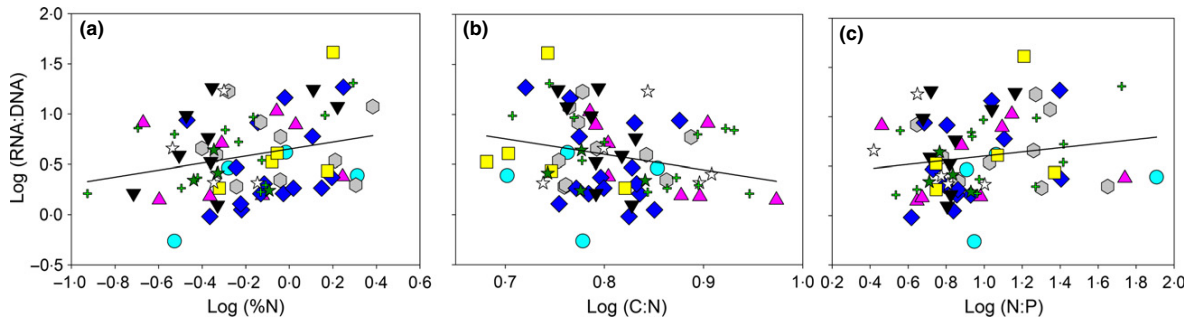 (a)
(b)
(c)
Log (RNA:DNA)
2·0
1·5
1·0
0·5
0·0
−0·5
−1·0 −0·8 −0·6 −0·4 −0·2 0·0 0·2 0·4 0·6
0·7 0·8 0·9 1·0
0·2 0·4 0·6 0·8 1·0 1·2 1·4 1·6 1·8 2·0
Log (%N)
Log (C:N)
Log (N:P)